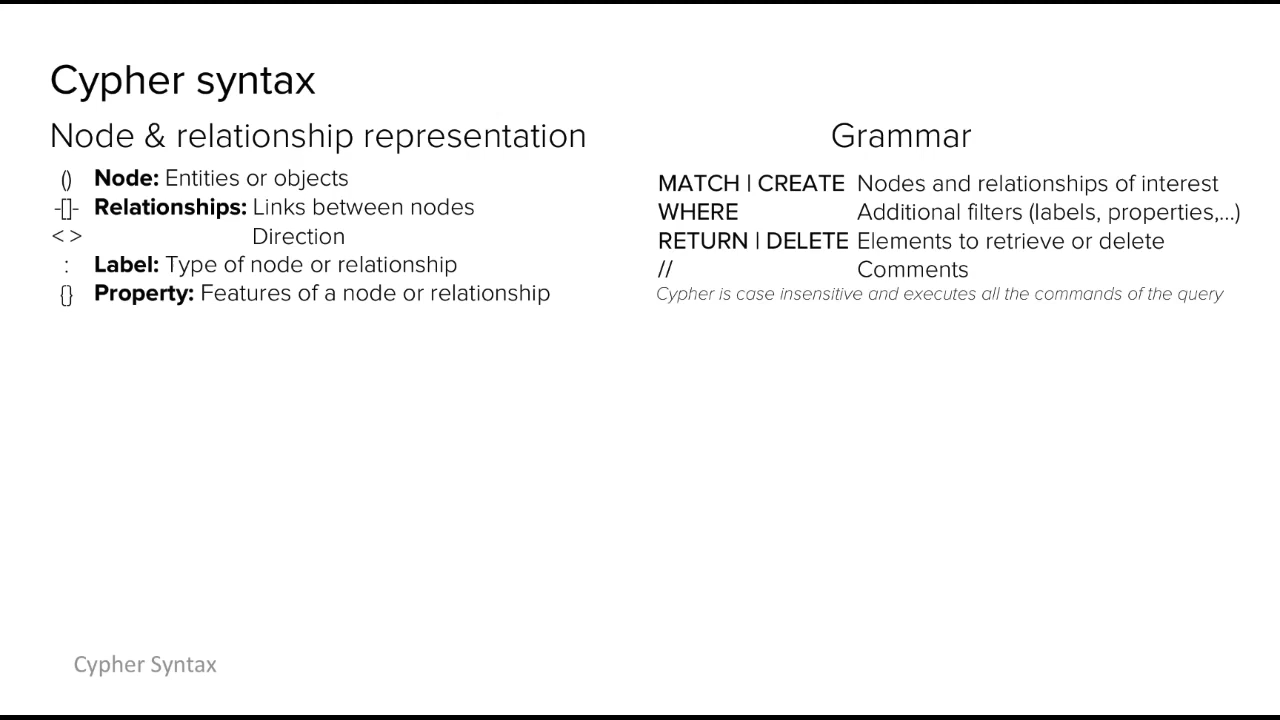 Cypher syntax
Node & relationship representation
() Node: Entities or objects
-[]- Relationships: Links between nodes
< > Direction
: Label: Type of node or relationship
{} Property: Features of a node or relationship
Grammar
MATCH | CREATE Nodes and relationships of interest
WHERE Additional filters (labels, properties,...)
RETURN | DELETE Elements to retrieve or delete
// Comments
Cypher is case insensitive and executes all the commands of the query
Cypher Syntax